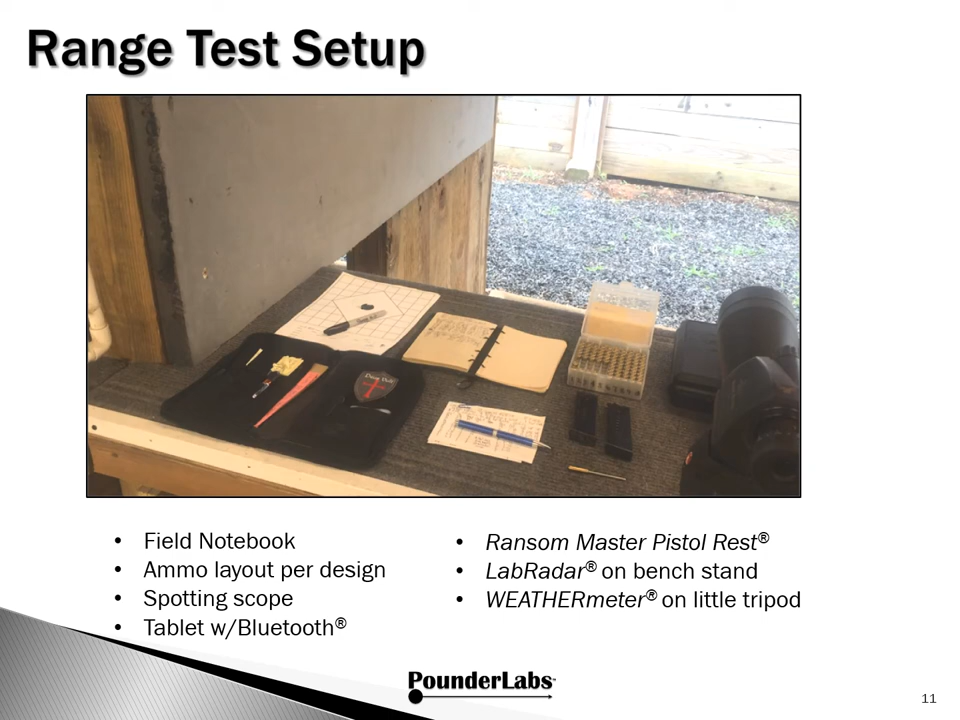 Range Test Setup
• Field Notebook
• Ammo layout per design
• Spotting scope
• Tablet w/Bluetooth®
• Ransom Master Pistol Rest®
• LabRadar® on bench stand
• WEATHERmeter® on little tripod
PounderLabs™
11